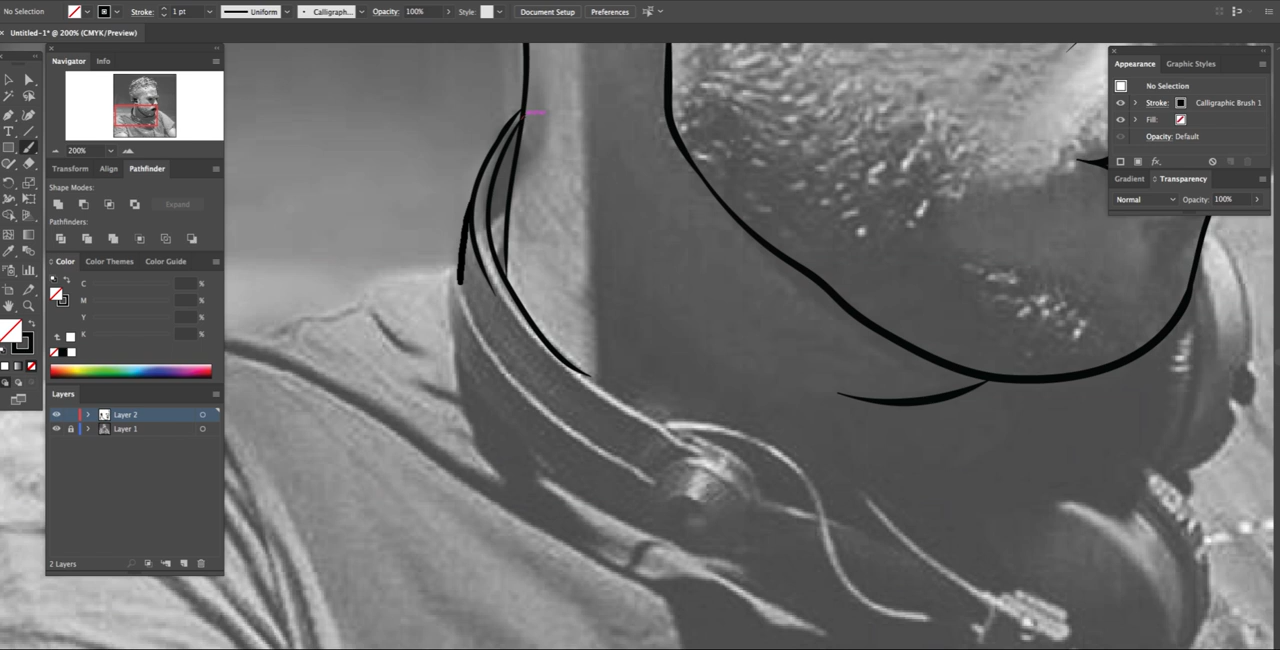 No Selection Stroke: 1 pt Uniform Calligraph... Opacity: 100% Style: Document Setup Preferences
Untitled-1* @ 200% (CMYK/Preview)
Navigator Info
200%
Transform Align Pathfinder
Shape Modes:
Expand
Pathfinders:
Color Color Themes Color Guide
C %
M %
Y %
K %
Layers
Layer 2
Layer 1
2 Layers
Appearance Graphic Styles
No Selection
Stroke: Calligraphic Brush 1
Fill:
Opacity: Default
fx.
Gradient Transparency
Normal Opacity: 100%